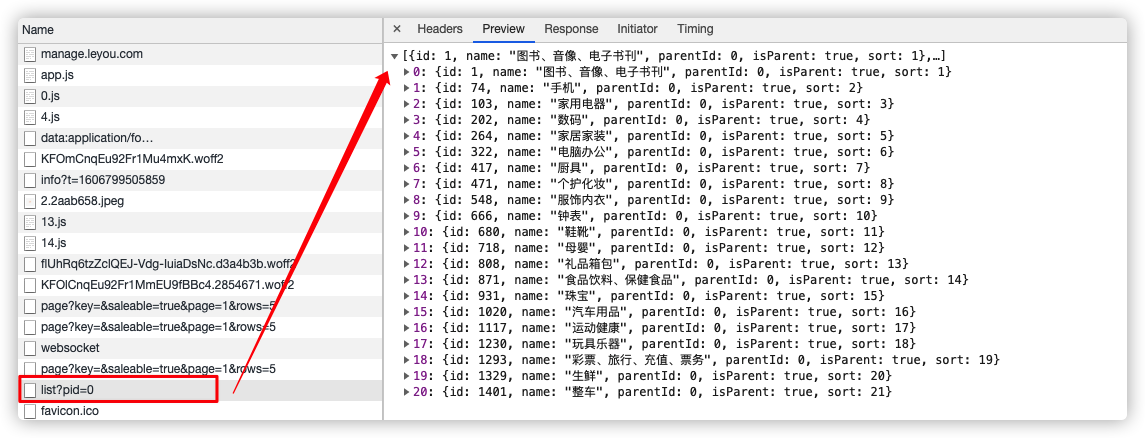 Name
manage.leyou.com
app.js
0.js
4.js
data:application/fo…
KFOmCnqEu92Fr1Mu4mxK.woff2
info?t=1606799505859
2.2aab658.jpeg
13.js
14.js
flUhRq6tzZclQEJ-Vdg-IuiaDsNc.d3a4b3b.woff2
KFOlCnqEu92Fr1MmEU9fBBc4.2854671.woff2
page?key=&saleable=true&page=1&rows=5
page?key=&saleable=true&page=1&rows=5
websocket
page?key=&saleable=true&page=1&rows=5
list?pid=0
favicon.ico
× Headers Preview Response Initiator Timing
[{id: 1, name: "图书、音像、电子书刊", parentId: 0, isParent: true, sort: 1},…]
0: {id: 1, name: "图书、音像、电子书刊", parentId: 0, isParent: true, sort: 1}
1: {id: 74, name: "手机", parentId: 0, isParent: true, sort: 2}
2: {id: 103, name: "家用电器", parentId: 0, isParent: true, sort: 3}
3: {id: 202, name: "数码", parentId: 0, isParent: true, sort: 4}
4: {id: 264, name: "家居家装", parentId: 0, isParent: true, sort: 5}
5: {id: 322, name: "电脑办公", parentId: 0, isParent: true, sort: 6}
6: {id: 417, name: "厨具", parentId: 0, isParent: true, sort: 7}
7: {id: 471, name: "个护化妆", parentId: 0, isParent: true, sort: 8}
8: {id: 548, name: "服饰内衣", parentId: 0, isParent: true, sort: 9}
9: {id: 666, name: "钟表", parentId: 0, isParent: true, sort: 10}
10: {id: 680, name: "鞋靴", parentId: 0, isParent: true, sort: 11}
11: {id: 718, name: "母婴", parentId: 0, isParent: true, sort: 12}
12: {id: 808, name: "礼品箱包", parentId: 0, isParent: true, sort: 13}
13: {id: 871, name: "食品饮料、保健食品", parentId: 0, isParent: true, sort: 14}
14: {id: 931, name: "珠宝", parentId: 0, isParent: true, sort: 15}
15: {id: 1020, name: "汽车用品", parentId: 0, isParent: true, sort: 16}
16: {id: 1117, name: "运动健康", parentId: 0, isParent: true, sort: 17}
17: {id: 1230, name: "玩具乐器", parentId: 0, isParent: true, sort: 18}
18: {id: 1293, name: "彩票、旅行、充值、票务", parentId: 0, isParent: true, sort: 19}
19: {id: 1329, name: "生鲜", parentId: 0, isParent: true, sort: 20}
20: {id: 1401, name: "整车", parentId: 0, isParent: true, sort: 21}